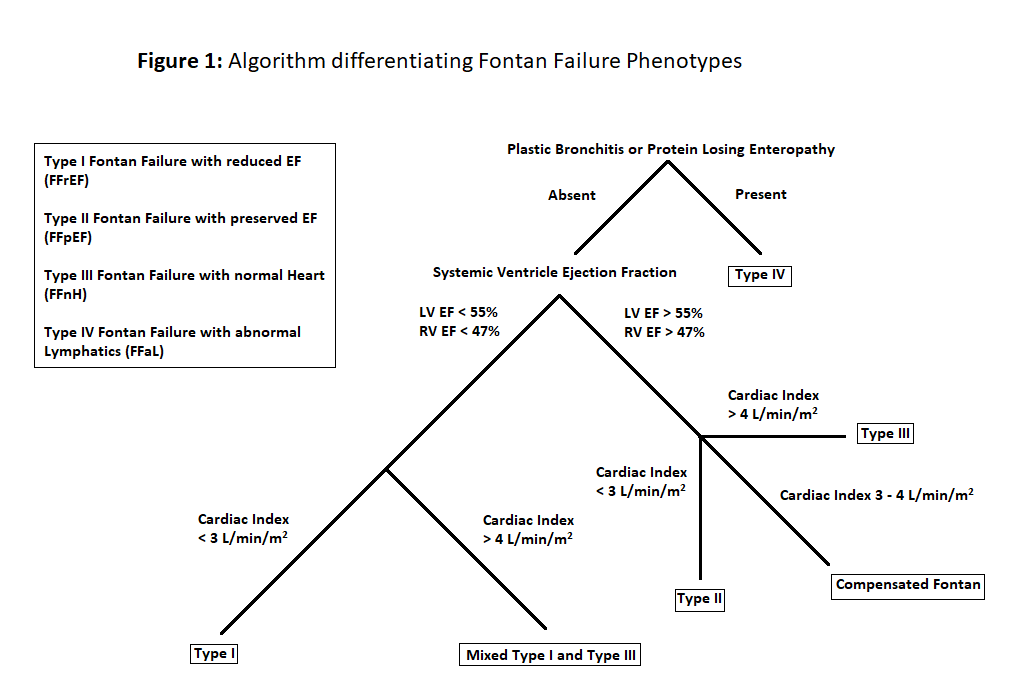 Figure 1: Algorithm differentiating Fontan Failure Phenotypes
Type I Fontan Failure with reduced EF
(FFrEF)
Type II Fontan Failure with preserved EF
(FFpEF)
Type III Fontan Failure with normal Heart
(FFnH)
Type IV Fontan Failure with abnormal
Lymphatics (FFaL)
Plastic Bronchitis or Protein Losing Enteropathy
Absent
Present
Systemic Ventricle Ejection Fraction
Type IV
LV EF < 55%
RV EF < 47%
LV EF > 55%
RV EF > 47%
Cardiac Index
> 4 L/min/m²
Type III
Cardiac Index
< 3 L/min/m²
Cardiac Index 3 - 4 L/min/m²
Cardiac Index
< 3 L/min/m²
Cardiac Index
> 4 L/min/m²
Type II
Compensated Fontan
Type I
Mixed Type I and Type III